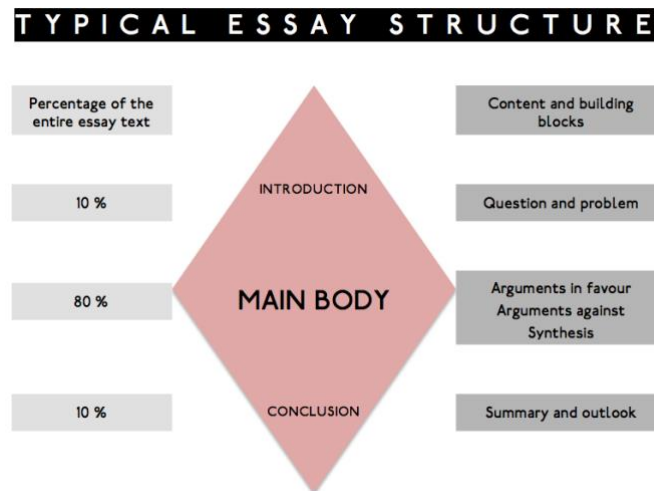 TYPICAL ESSAY STRUCTURE
Percentage of the
entire essay text
Content and building
blocks
INTRODUCTION
10 %
Question and problem
80 %
MAIN BODY
Arguments in favour
Arguments against
Synthesis
10 %
CONCLUSION
Summary and outlook